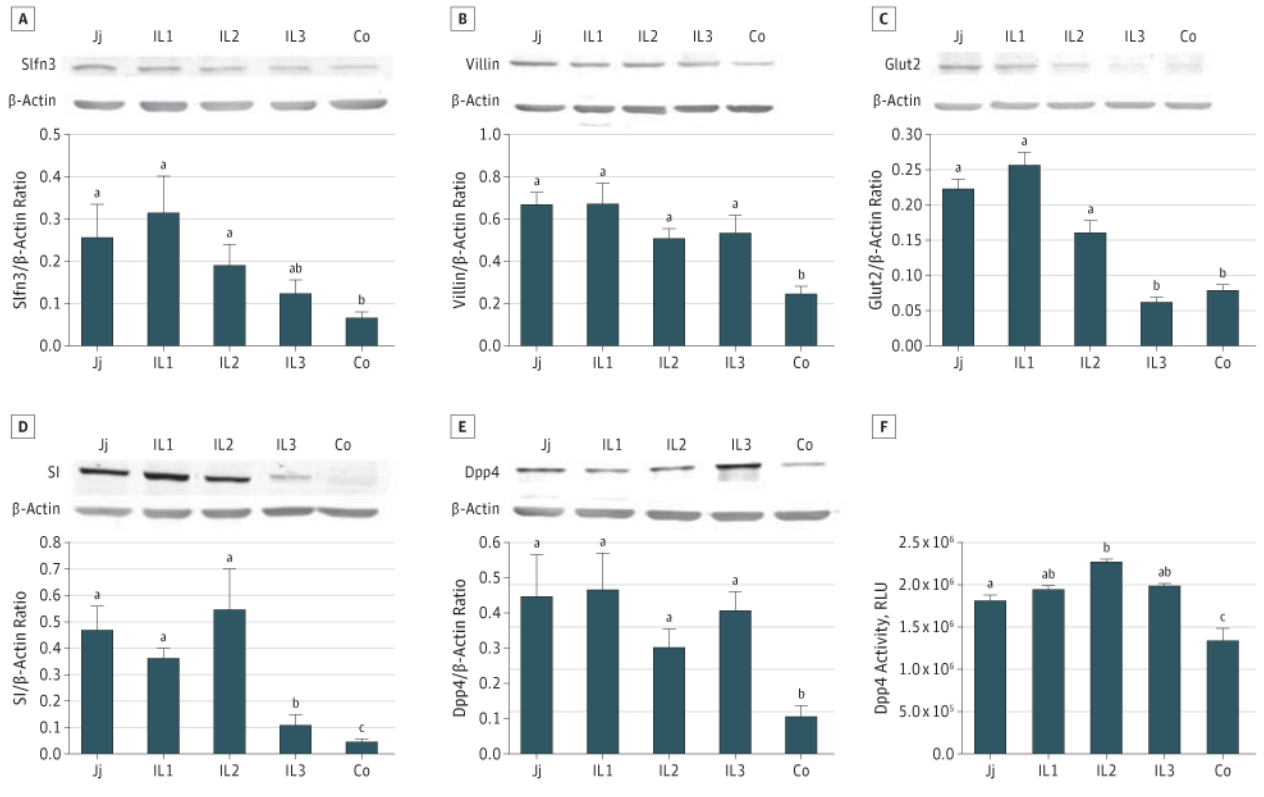 A
Jj IL1 IL2 IL3 Co
Slfn3
β-Actin
0.5
0.4
0.3
0.2
0.1
0.0
Slfn3/β-Actin Ratio
a a a ab b
Jj IL1 IL2 IL3 Co
B
Jj IL1 IL2 IL3 Co
Villin
β-Actin
1.0
0.8
0.6
0.4
0.2
0.0
Villin/β-Actin Ratio
a a a a b
Jj IL1 IL2 IL3 Co
C
Jj IL1 IL2 IL3 Co
Glut2
β-Actin
0.30
0.25
0.20
0.15
0.10
0.05
0.00
Glut2/β-Actin Ratio
a a a b b
Jj IL1 IL2 IL3 Co
D
Jj IL1 IL2 IL3 Co
SI
β-Actin
0.8
0.7
0.6
0.5
0.4
0.3
0.2
0.1
0.0
SI/β-Actin Ratio
a a a b c
Jj IL1 IL2 IL3 Co
E
Jj IL1 IL2 IL3 Co
Dpp4
β-Actin
0.6
0.5
0.4
0.3
0.2
0.1
0.0
Dpp4/β-Actin Ratio
a a a a b
Jj IL1 IL2 IL3 Co
F
2.5 x 10⁶
2.0 x 10⁶
1.5 x 10⁶
1.0 x 10⁶
5.0 x 10⁵
0.0
Dpp4 Activity, RLU
a ab b ab c
Jj IL1 IL2 IL3 Co